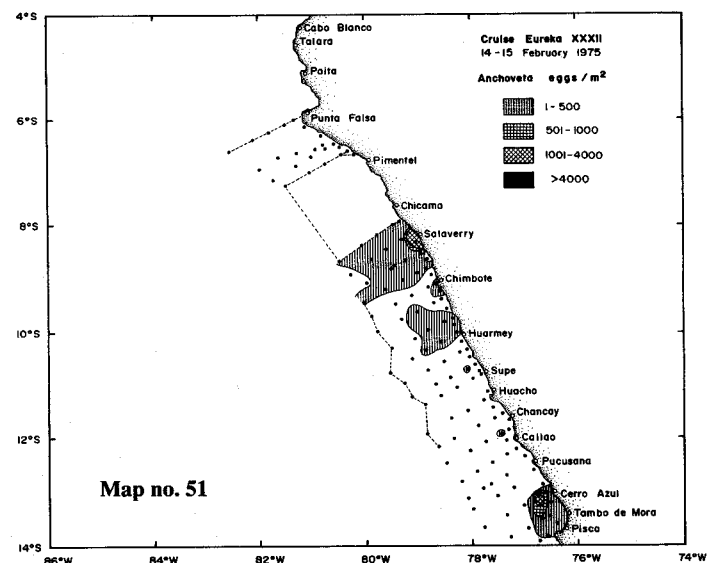 4°S
Cabo Blanco
Talara
Paita
Punta Falsa
6°S
Pimentel
Chicama
8°S
Salaverry
Chimbote
10°S
Huarmey
Supe
Huacho
Chancay
12°S
Callao
Pucusana
Cerro Azul
Tambo de Mora
Pisco
14°S
86°W
84°W
82°W
80°W
78°W
76°W
74°W
Cruise Eureka XXXII
14-15 February 1975
Anchoveta eggs/m²
1-500
501-1000
1001-4000
>4000
Map no. 51